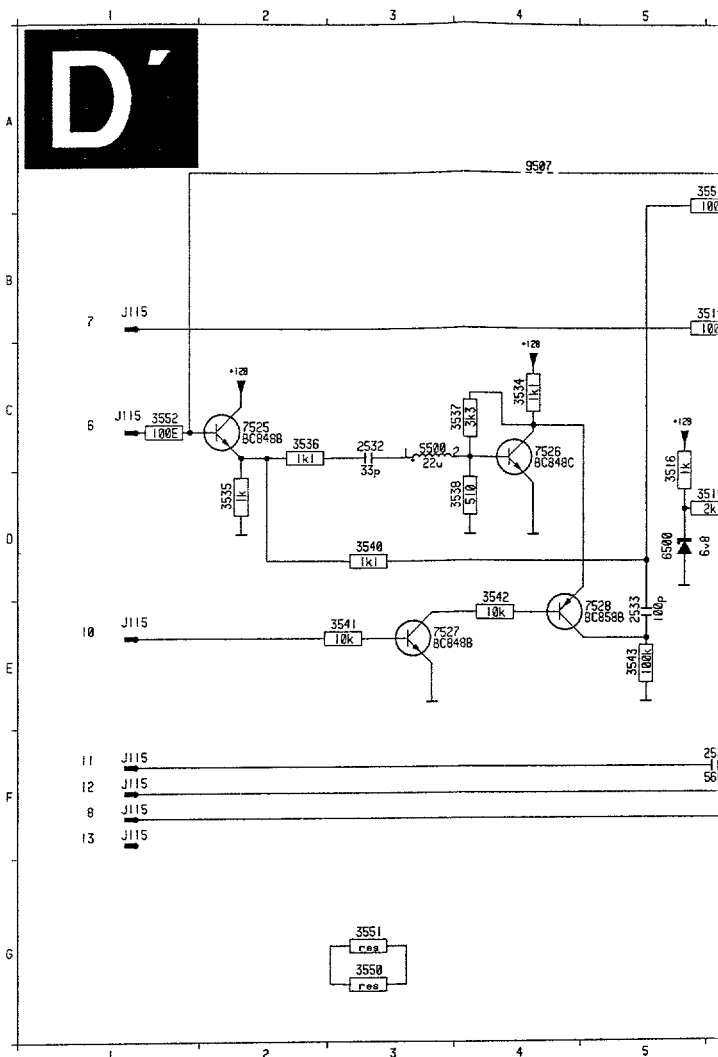 1 2 3 4 5
D´
A
9507
355
100
B
7 J115
351
100
+12B
+12B
3534
1k1
C
3537
3k3
6 J115 3552
100E
7525
BC848B
3536
1k1
2532
33p
1 5500 2
22u
7526
BC848C
+12B
3516
1k
3535
1k
3538
510
351
2k
D
3540
1k1
6500
6v8
3542
10k
7528
BC858B
2533
100p
10 J115
3541
10k
7527
BC848B
E
3543
100k
11 J115
25
56
12 J115
F
8 J115
13 J115
3551
res
G
3550
res
1 2 3 4 5